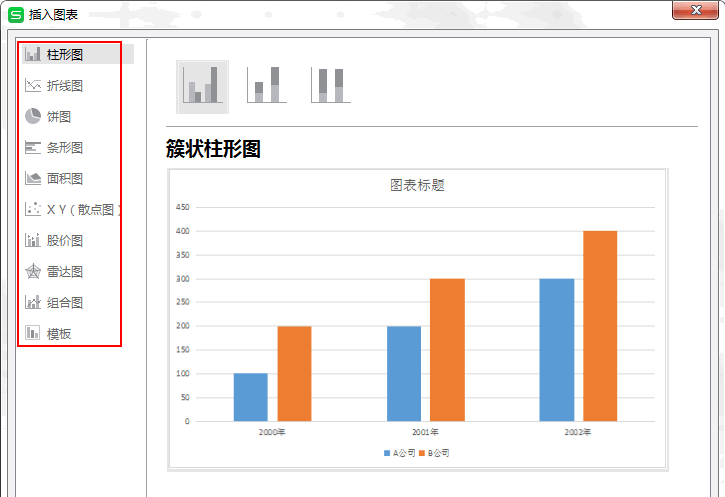 插入图表
柱形图
折线图
饼图
条形图
面积图
X Y（散点图）
股价图
雷达图
组合图
模板
簇状柱形图
图表标题
450
400
350
300
250
200
150
100
50
0
2000年 2001年 2002年
A公司 B公司